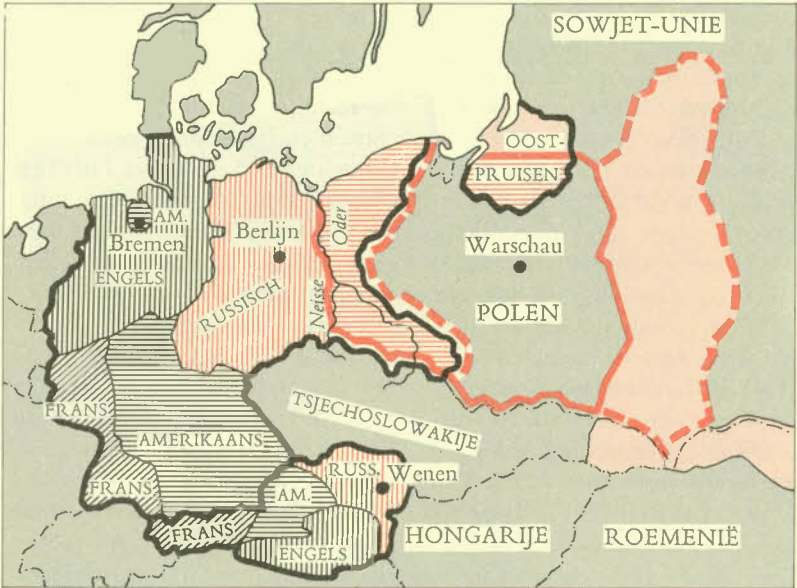 SOWJET-UNIE
OOST-
PRUISEN
AM.
Bremen
Berlijn
Oder
Warschau
ENGELS
RUSSISCH
Neisse
POLEN
FRANS
TSJECHOSLOWAKIJE
AMERIKAANS
RUSS.
Wenen
FRANS
AM.
FRANS
ENGELS
HONGARIJE
ROEMENIË